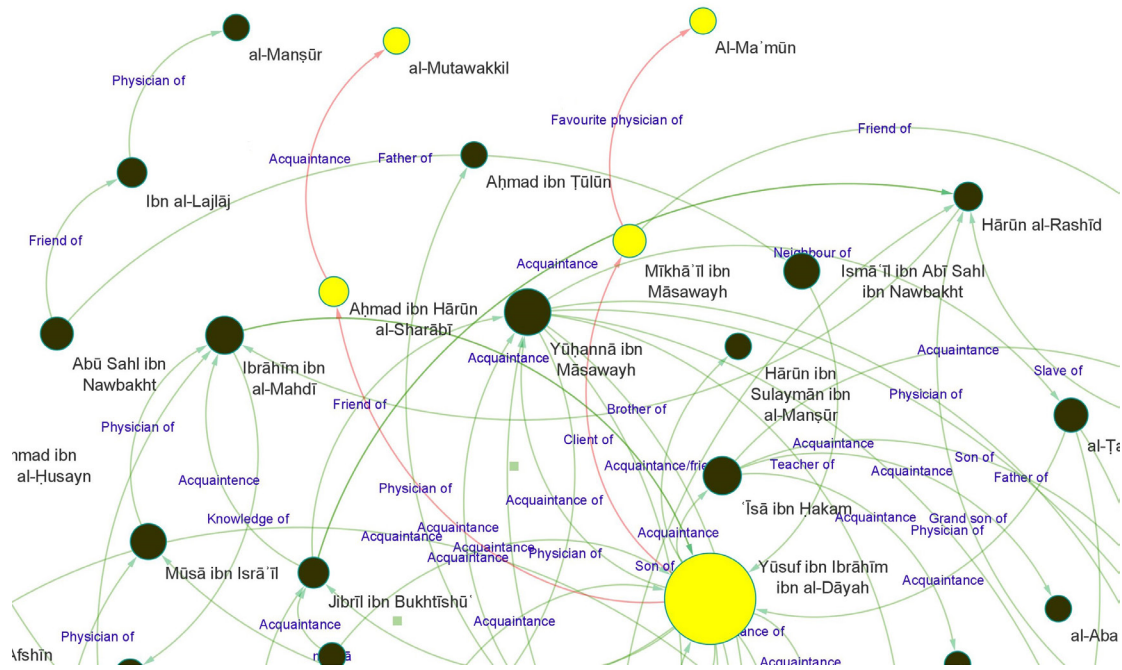 al-Manṣūr
al-Mutawakkil
Al-Maʾmūn
Physician of
Favourite physician of
Friend of
Acquaintance
Father of
Aḥmad ibn Ṭūlūn
Ibn al-Lajlāj
Hārūn al-Rashīd
Friend of
Neighbour of
Acquaintance
Mīkhāʾīl ibn
Māsawayh
Ismāʿīl ibn Abī Sahl
ibn Nawbakht
Aḥmad ibn Hārūn
al-Sharābī
Abū Sahl ibn
Nawbakht
Ibrāhīm ibn
al-Mahdī
Acquaintance
Yūḥannā ibn
Māsawayh
Acquaintance
Hārūn ibn
Sulaymān ibn
al-Manṣūr
Slave of
Physician of
Friend of
Brother of
Physician of
Client of
Acquaintance
al-Ṭa
mmad ibn
al-Ḥusayn
Acquaintance/frie
Teacher of
Son of
Acquaintance
Father of
Acquaintence
Physician of
Acquaintance of
ʿĪsā ibn Ḥakam
Knowledge of
Acquaintance
Acquaintance
Acquaintance
Acquaintance
Grand son of
Physician of
Acquaintance
Acquaintance
Physician of
Son of
Mūsā ibn Isrāʾīl
Yūsuf ibn Ibrāhīm
ibn al-Dāyah
Acquaintance
Jibrīl ibn Bukhtīshūʿ
Acquaintance
Acquaintance
Physician of
ance of
al-Aba
Afshīn
Acquaintance